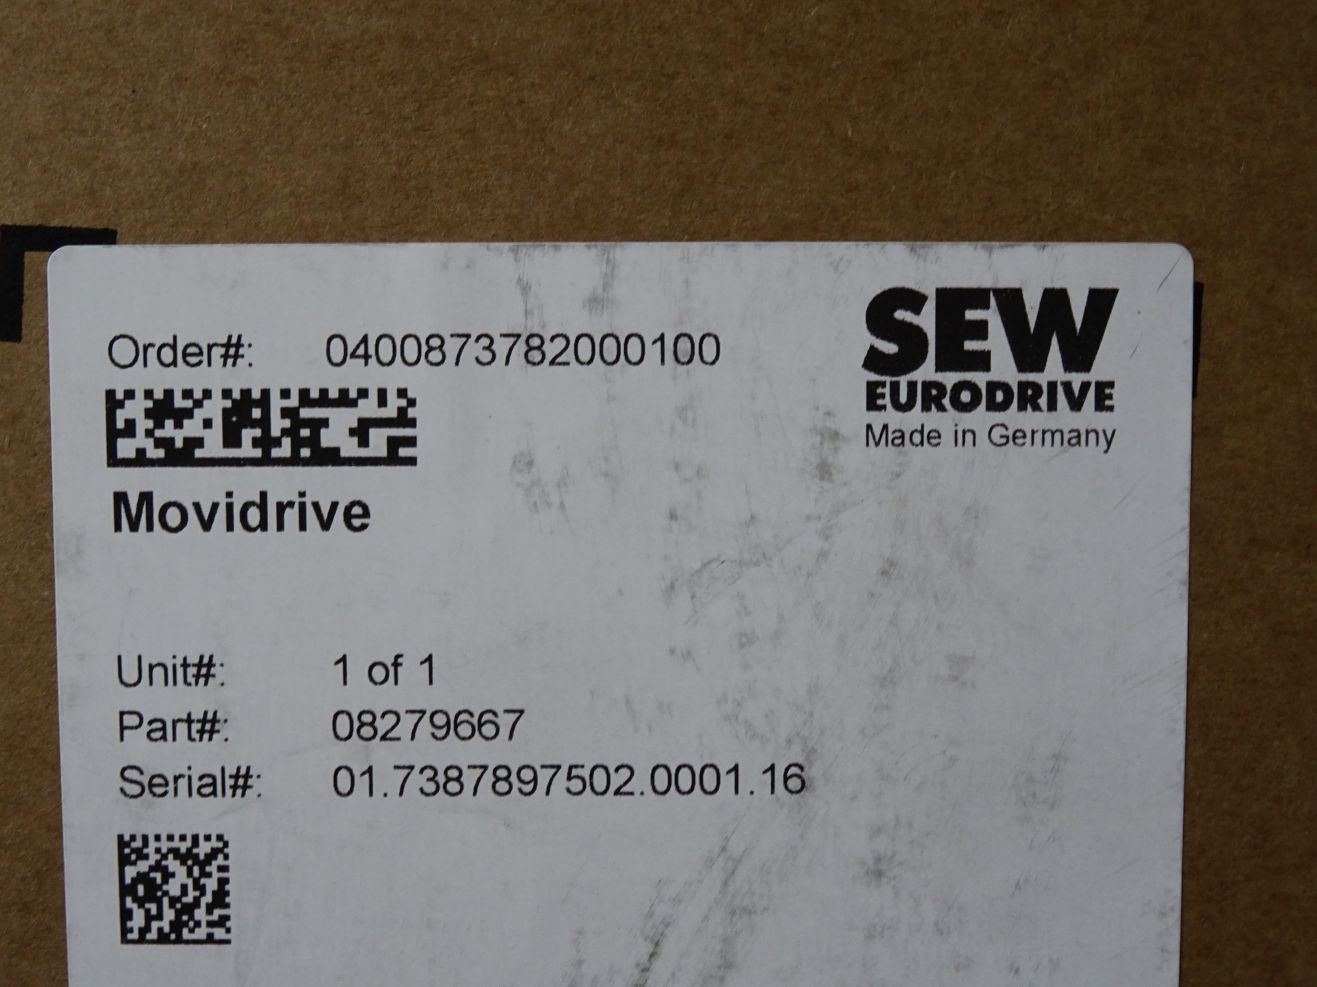 Order#: 0400873782000100
SEW
EURODRIVE
Made in Germany
Movidrive
Unit#: 1 of 1
Part#: 08279667
Serial#: 01.7387897502.0001.16